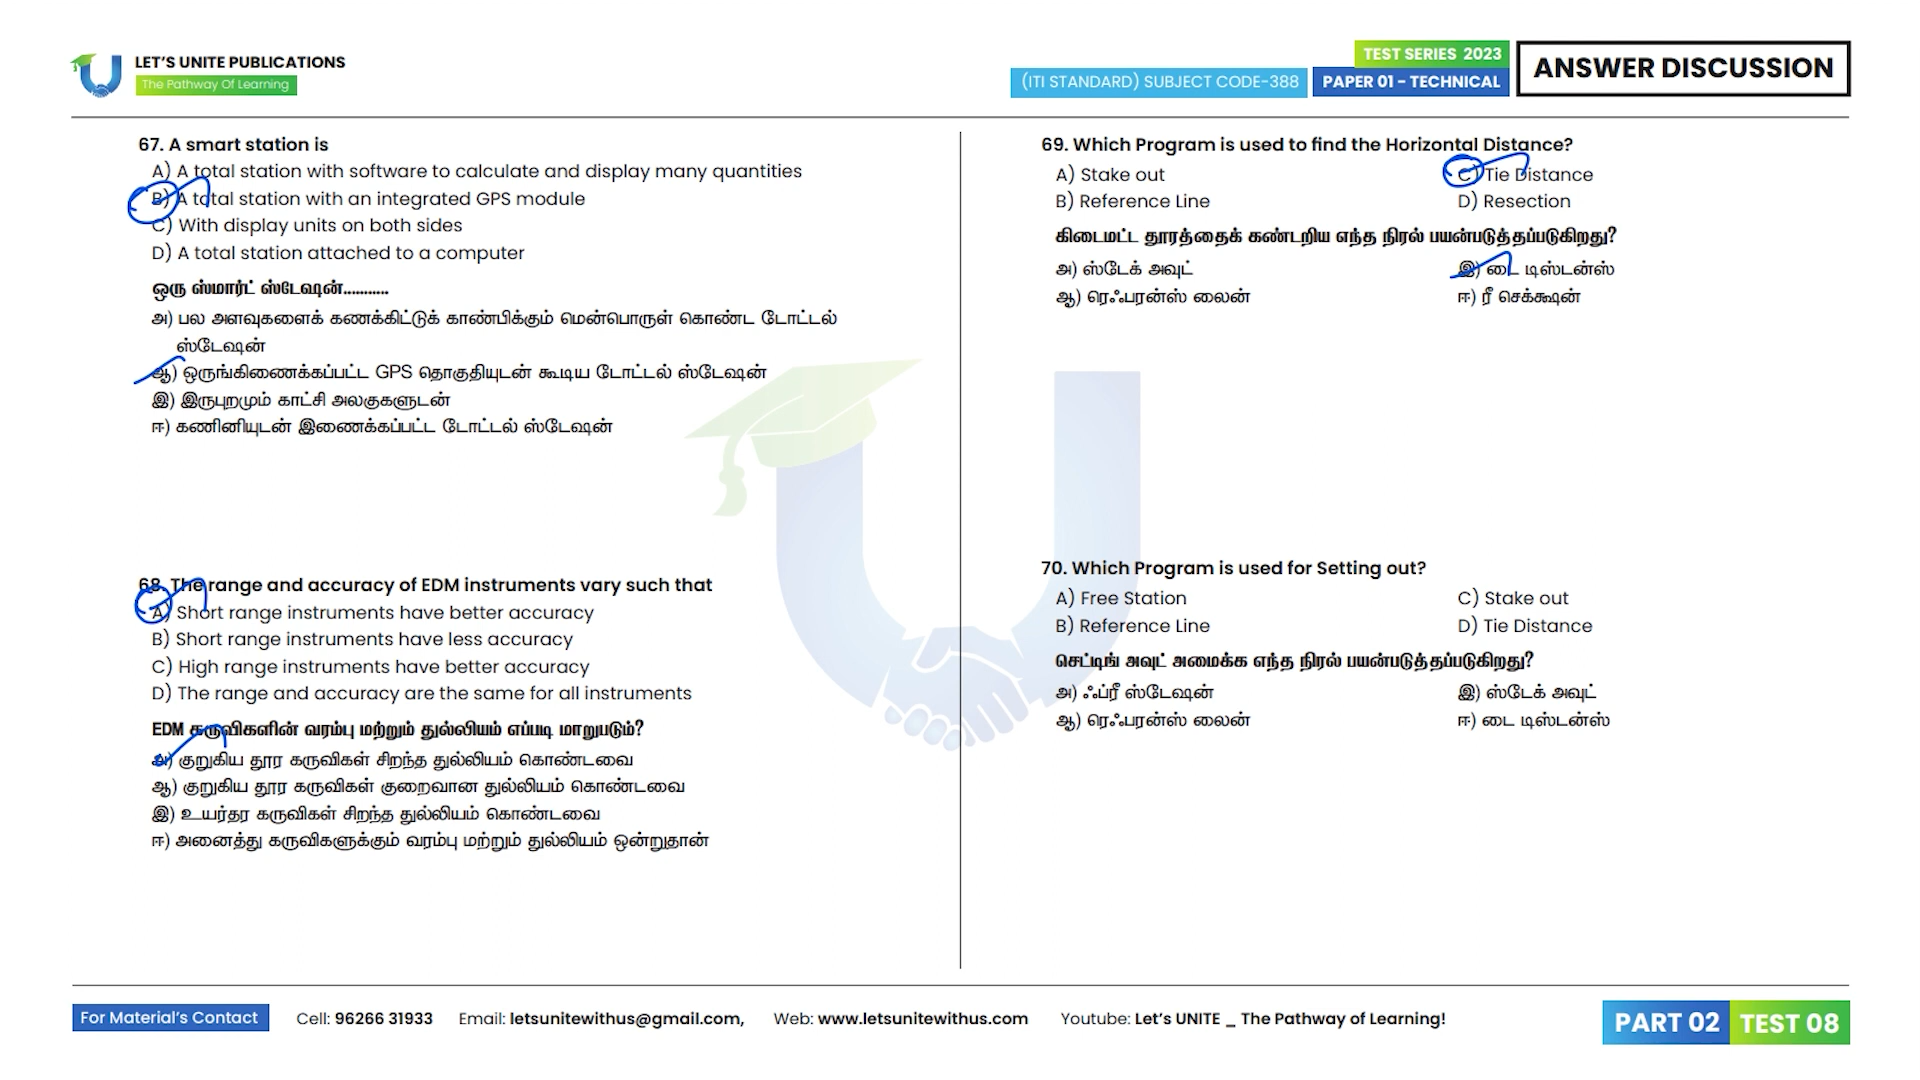 LET'S UNITE PUBLICATIONS
The Pathway Of Learning
TEST SERIES 2023
(ITI STANDARD) SUBJECT CODE-388
PAPER 01 - TECHNICAL
ANSWER DISCUSSION
67. A smart station is
A) A total station with software to calculate and display many quantities
B) A total station with an integrated GPS module
C) With display units on both sides
D) A total station attached to a computer
ஒரு ஸ்மார்ட் ஸ்டேஷன்...........
அ) பல அளவுகளைக் கணக்கிட்டுக் காண்பிக்கும் மென்பொருள் கொண்ட டோட்டல்
ஸ்டேஷன்
ஆ) ஒருங்கிணைக்கப்பட்ட GPS தொகுதியுடன் கூடிய டோட்டல் ஸ்டேஷன்
இ) இருபுறமும் காட்சி அலகுகளுடன்
ஈ) கணினியுடன் இணைக்கப்பட்ட டோட்டல் ஸ்டேஷன்
68. The range and accuracy of EDM instruments vary such that
A) Short range instruments have better accuracy
B) Short range instruments have less accuracy
C) High range instruments have better accuracy
D) The range and accuracy are the same for all instruments
EDM கருவிகளின் வரம்பு மற்றும் துல்லியம் எப்படி மாறுபடும்?
அ) குறுகிய தூர கருவிகள் சிறந்த துல்லியம் கொண்டவை
ஆ) குறுகிய தூர கருவிகள் குறைவான துல்லியம் கொண்டவை
இ) உயர்தர கருவிகள் சிறந்த துல்லியம் கொண்டவை
ஈ) அனைத்து கருவிகளுக்கும் வரம்பு மற்றும் துல்லியம் ஒன்றுதான்
69. Which Program is used to find the Horizontal Distance?
A) Stake out
C) Tie Distance
B) Reference Line
D) Resection
கிடைமட்ட தூரத்தைக் கண்டறிய எந்த நிரல் பயன்படுத்தப்படுகிறது?
அ) ஸ்டேக் அவுட்
இ) டை டிஸ்டன்ஸ்
ஆ) ரெஃபரன்ஸ் லைன்
ஈ) ரீ செக்க்ஷன்
70. Which Program is used for Setting out?
A) Free Station
C) Stake out
B) Reference Line
D) Tie Distance
செட்டிங் அவுட் அமைக்க எந்த நிரல் பயன்படுத்தப்படுகிறது?
அ) ஃப்ரீ ஸ்டேஷன்
இ) ஸ்டேக் அவுட்
ஆ) ரெஃபரன்ஸ் லைன்
ஈ) டை டிஸ்டன்ஸ்
For Material's Contact
Cell: 96266 31933
Email: letsunitewithus@gmail.com,
Web: www.letsunitewithus.com
Youtube: Let's UNITE _ The Pathway of Learning!
PART 02
TEST 08